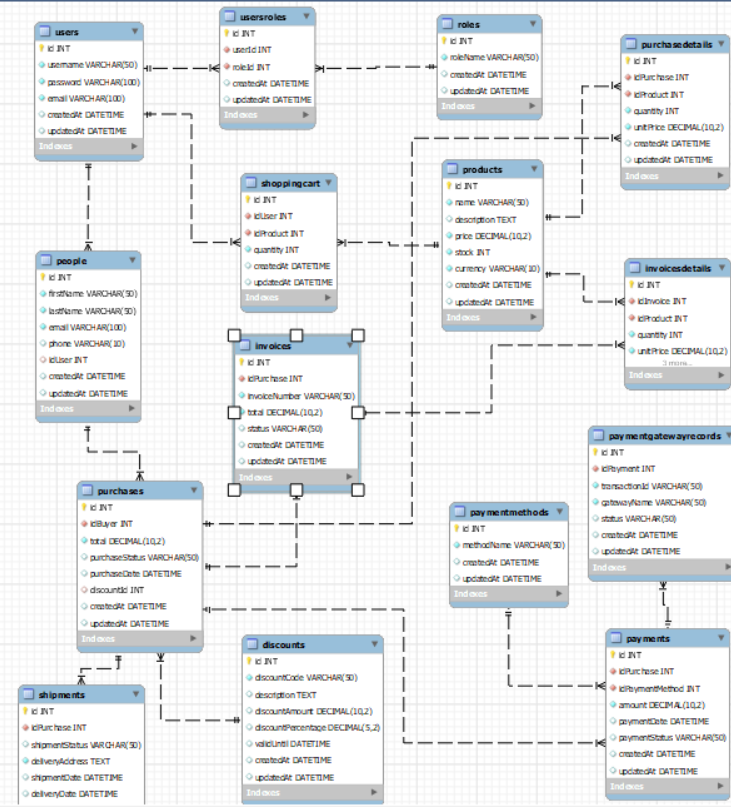 users
id INT
username VARCHAR(50)
password VARCHAR(100)
email VARCHAR(100)
createdAt DATETIME
updatedAt DATETIME
Indexes
usersroles
id INT
userId INT
roleId INT
createdAt DATETIME
updatedAt DATETIME
Indexes
roles
id INT
roleName VARCHAR(50)
createdAt DATETIME
updatedAt DATETIME
Indexes
purchasedetails
id INT
idPurchase INT
idProduct INT
quantity INT
unitPrice DECIMAL(10,2)
createdAt DATETIME
updatedAt DATETIME
Indexes
shoppingcart
id INT
idUser INT
idProduct INT
quantity INT
createdAt DATETIME
updatedAt DATETIME
Indexes
products
id INT
name VARCHAR(50)
description TEXT
price DECIMAL(10,2)
stock INT
currency VARCHAR(10)
createdAt DATETIME
updatedAt DATETIME
Indexes
people
id INT
firstName VARCHAR(50)
lastName VARCHAR(50)
email VARCHAR(100)
phone VARCHAR(10)
idUser INT
createdAt DATETIME
updatedAt DATETIME
Indexes
invoicesdetails
id INT
idInvoice INT
idProduct INT
quantity INT
unitPrice DECIMAL(10,2)
3 more...
Indexes
invoices
id INT
idPurchase INT
invoiceNumber VARCHAR(50)
total DECIMAL(10,2)
status VARCHAR(50)
createdAt DATETIME
updatedAt DATETIME
Indexes
paymentgatewayrecords
id INT
idPayment INT
transactionId VARCHAR(50)
gatewayName VARCHAR(50)
status VARCHAR(50)
createdAt DATETIME
updatedAt DATETIME
Indexes
purchases
id INT
idBuyer INT
total DECIMAL(10,2)
purchaseStatus VARCHAR(50)
purchaseDate DATETIME
discountId INT
createdAt DATETIME
updatedAt DATETIME
Indexes
paymentmethods
id INT
methodName VARCHAR(50)
createdAt DATETIME
updatedAt DATETIME
Indexes
discounts
id INT
discountCode VARCHAR(50)
description TEXT
discountAmount DECIMAL(10,2)
discountPercentage DECIMAL(5,2)
validUntil DATETIME
createdAt DATETIME
updatedAt DATETIME
Indexes
payments
id INT
idPurchase INT
idPaymentMethod INT
amount DECIMAL(10,2)
paymentDate DATETIME
paymentStatus VARCHAR(50)
createdAt DATETIME
updatedAt DATETIME
Indexes
shipments
id INT
idPurchase INT
shipmentStatus VARCHAR(50)
deliveryAddress TEXT
shipmentDate DATETIME
deliveryDate DATETIME